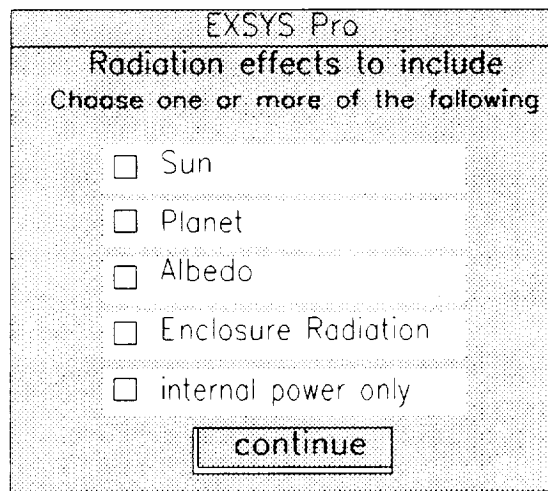 EXSYS Pro
Radiation effects to include
Choose one or more of the following
Sun
Planet
Albedo
Enclosure Radiation
internal power only
continue